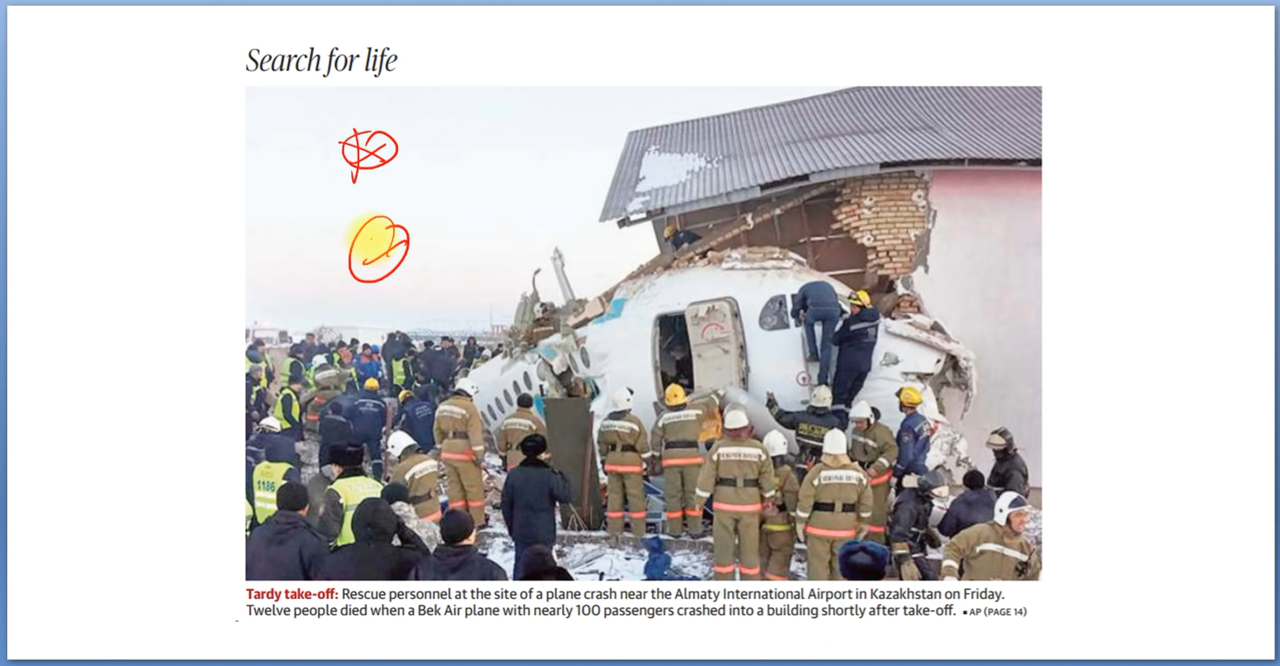 Search for life
1186
Tardy take-off: Rescue personnel at the site of a plane crash near the Almaty International Airport in Kazakhstan on Friday.
Twelve people died when a Bek Air plane with nearly 100 passengers crashed into a building shortly after take-off. • AP (PAGE 14)